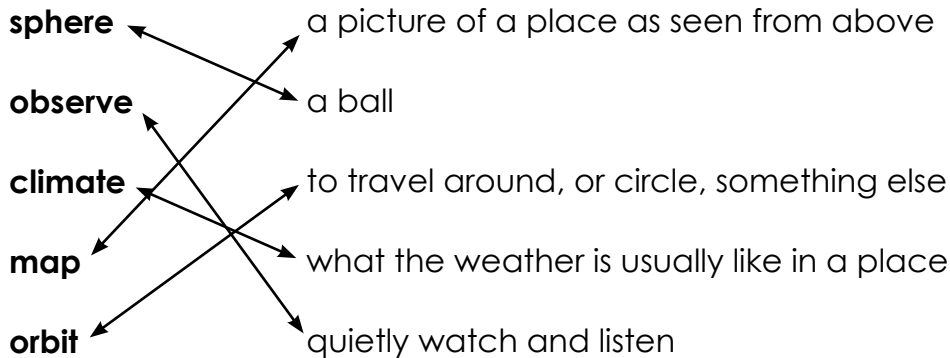 sphere a picture of a place as seen from above
observe a ball
climate to travel around, or circle, something else
map what the weather is usually like in a place
orbit quietly watch and listen